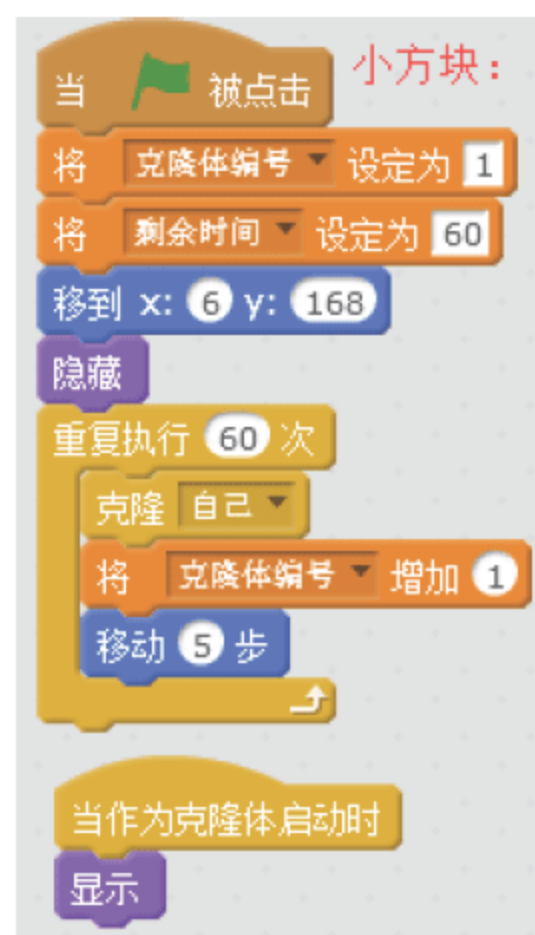 当 被点击 小方块：
将 克隆体编号 设定为 1
将 剩余时间 设定为 60
移到 x: 6 y: 168
隐藏
重复执行 60 次
克隆 自己
将 克隆体编号 增加 1
移动 5 步
当作为克隆体启动时
显示